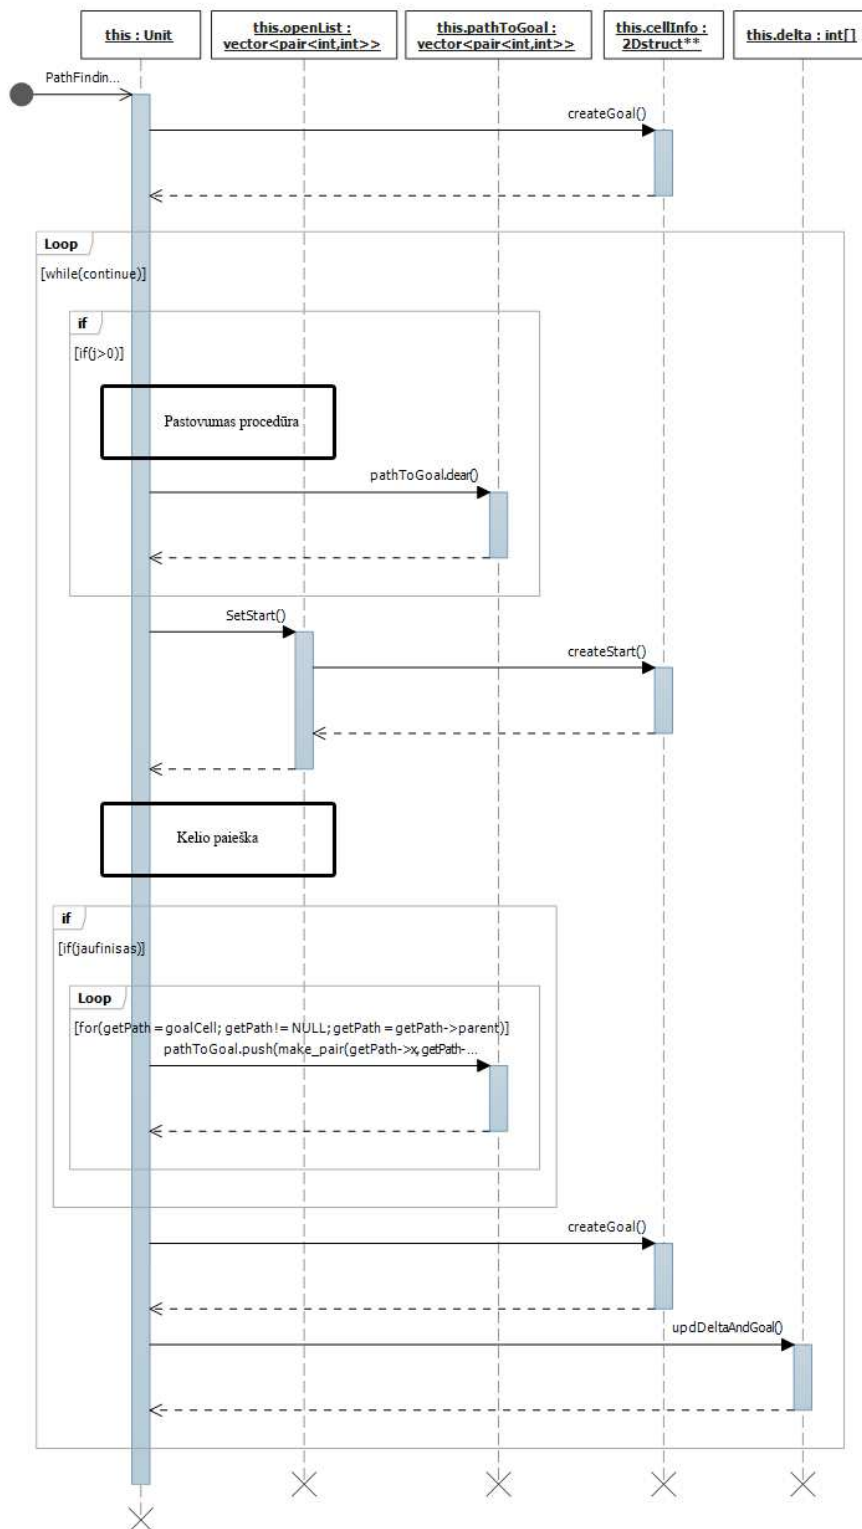 this : Unit
this.openList :
vector<pair<int,int>>
this.pathToGoal :
vector<pair<int,int>>
this.cellInfo :
2Dstruct**
this.delta : int[]
PathFindin...
createGoal()
Loop
[while(continue)]
if
[if(j>0)]
Pastovumas procedūra
pathToGoal.clear()
SetStart()
createStart()
Kelio paieška
if
[if(jaufinisas)]
Loop
[for(getPath = goalCell; getPath != NULL; getPath = getPath->parent)]
pathToGoal.push(make_pair(getPath->x, getPath-...
createGoal()
updDeltaAndGoal()